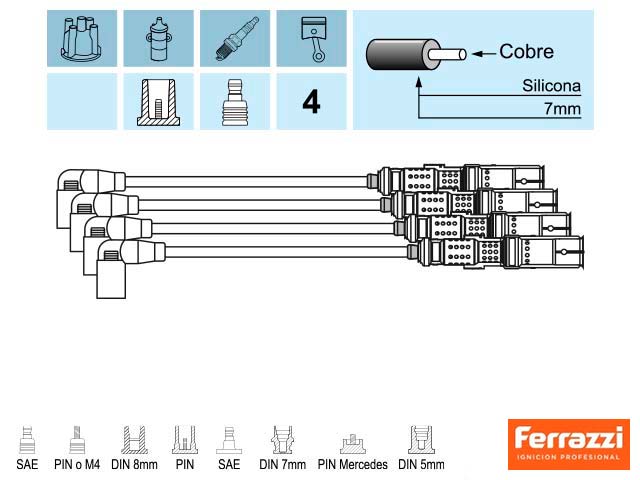 Cobre
Silicona
7mm
4
SAE PIN o M4 DIN 8mm PIN SAE DIN 7mm PIN Mercedes DIN 5mm
Ferrazzi
IGNICION PROFESIONAL